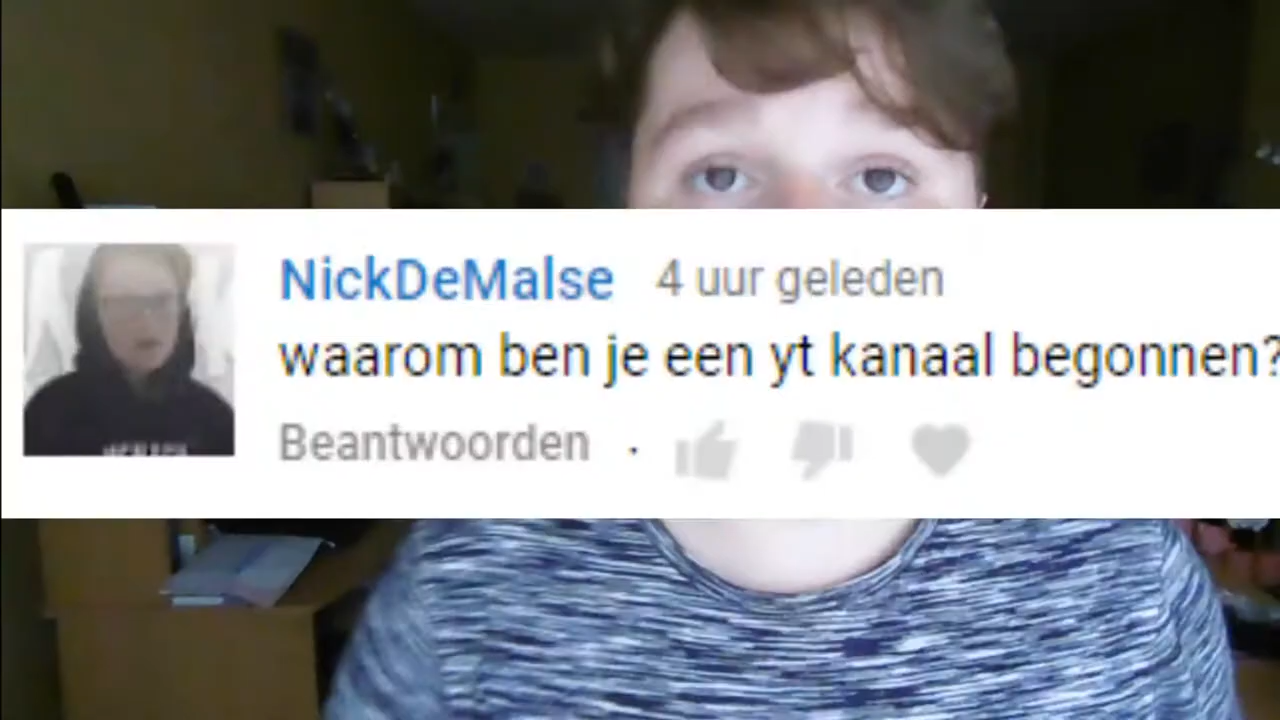 NickDeMalse 4 uur geleden
waarom ben je een yt kanaal begonnen?
Beantwoorden ·